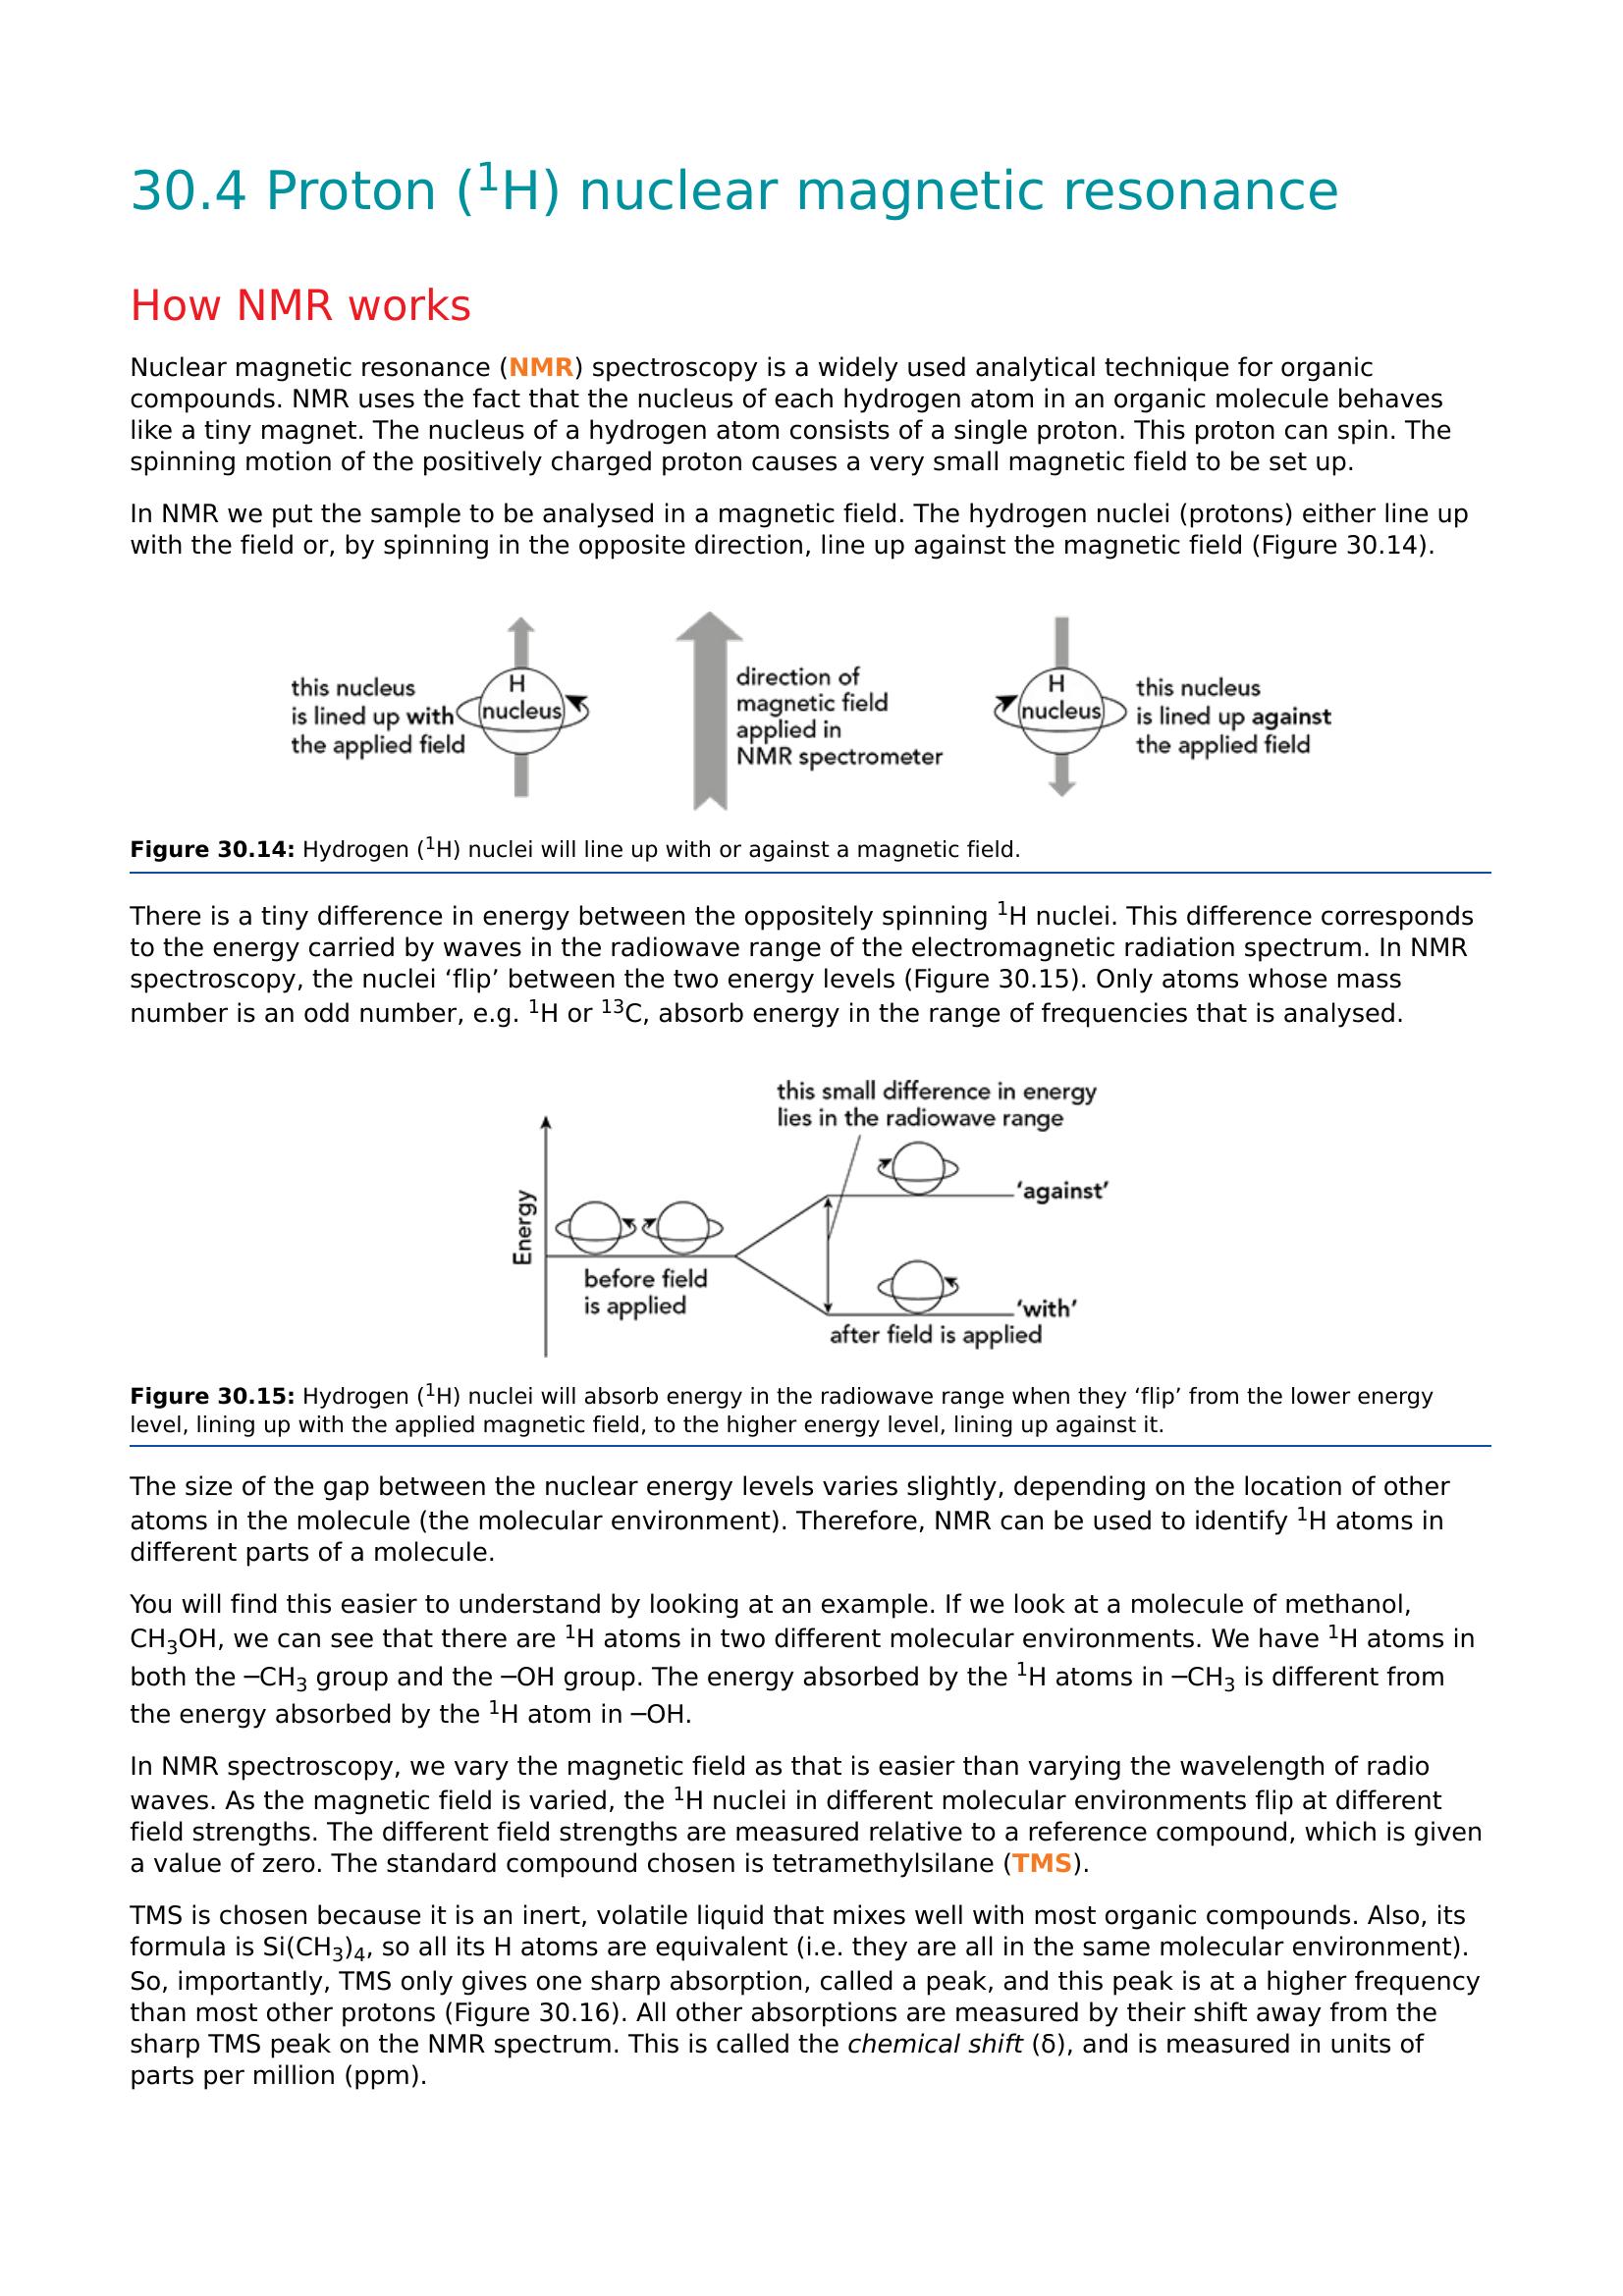 30.4 Proton (¹H) nuclear magnetic resonance
How NMR works
Nuclear magnetic resonance (NMR) spectroscopy is a widely used analytical technique for organic
compounds. NMR uses the fact that the nucleus of each hydrogen atom in an organic molecule behaves
like a tiny magnet. The nucleus of a hydrogen atom consists of a single proton. This proton can spin. The
spinning motion of the positively charged proton causes a very small magnetic field to be set up.
In NMR we put the sample to be analysed in a magnetic field. The hydrogen nuclei (protons) either line up
with the field or, by spinning in the opposite direction, line up against the magnetic field (Figure 30.14).
this nucleus
is lined up with
the applied field
H
nucleus
direction of
magnetic field
applied in
NMR spectrometer
H
nucleus
this nucleus
is lined up against
the applied field
Figure 30.14: Hydrogen (¹H) nuclei will line up with or against a magnetic field.
There is a tiny difference in energy between the oppositely spinning ¹H nuclei. This difference corresponds
to the energy carried by waves in the radiowave range of the electromagnetic radiation spectrum. In NMR
spectroscopy, the nuclei ‘flip’ between the two energy levels (Figure 30.15). Only atoms whose mass
number is an odd number, e.g. ¹H or ¹³C, absorb energy in the range of frequencies that is analysed.
this small difference in energy
lies in the radiowave range
Energy
before field
is applied
‘against’
‘with’
after field is applied
Figure 30.15: Hydrogen (¹H) nuclei will absorb energy in the radiowave range when they ‘flip’ from the lower energy
level, lining up with the applied magnetic field, to the higher energy level, lining up against it.
The size of the gap between the nuclear energy levels varies slightly, depending on the location of other
atoms in the molecule (the molecular environment). Therefore, NMR can be used to identify ¹H atoms in
different parts of a molecule.
You will find this easier to understand by looking at an example. If we look at a molecule of methanol,
CH₃OH, we can see that there are ¹H atoms in two different molecular environments. We have ¹H atoms in
both the −CH₃ group and the −OH group. The energy absorbed by the ¹H atoms in −CH₃ is different from
the energy absorbed by the ¹H atom in −OH.
In NMR spectroscopy, we vary the magnetic field as that is easier than varying the wavelength of radio
waves. As the magnetic field is varied, the ¹H nuclei in different molecular environments flip at different
field strengths. The different field strengths are measured relative to a reference compound, which is given
a value of zero. The standard compound chosen is tetramethylsilane (TMS).
TMS is chosen because it is an inert, volatile liquid that mixes well with most organic compounds. Also, its
formula is Si(CH₃)₄, so all its H atoms are equivalent (i.e. they are all in the same molecular environment).
So, importantly, TMS only gives one sharp absorption, called a peak, and this peak is at a higher frequency
than most other protons (Figure 30.16). All other absorptions are measured by their shift away from the
sharp TMS peak on the NMR spectrum. This is called the chemical shift (δ), and is measured in units of
parts per million (ppm).